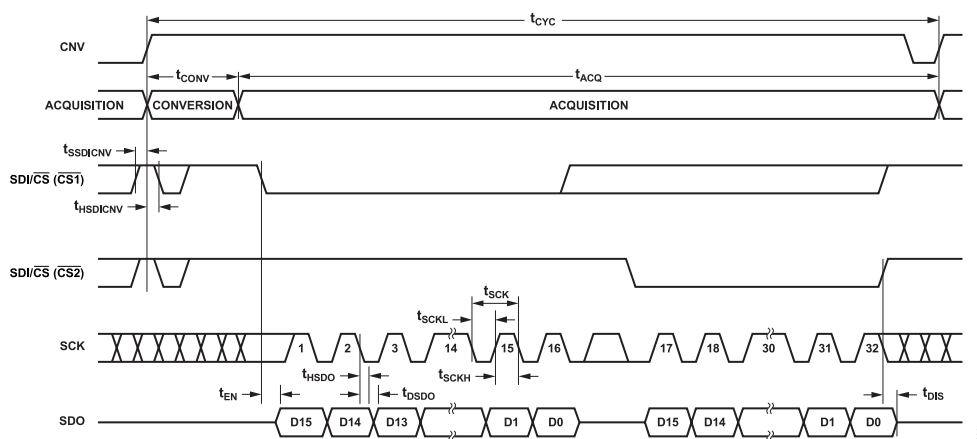 tCYC
CNV
tCONV
tACQ
ACQUISITION CONVERSION ACQUISITION
tSSDICNV
SDI/CS (CS1)
tHSDICNV
SDI/CS (CS2)
tSCK
tSCKL
SCK 1 2 3 14 15 16 17 18 30 31 32
tHSDO tSCKH
tEN tDSDO tDIS
SDO D15 D14 D13 D1 D0 D15 D14 D1 D0